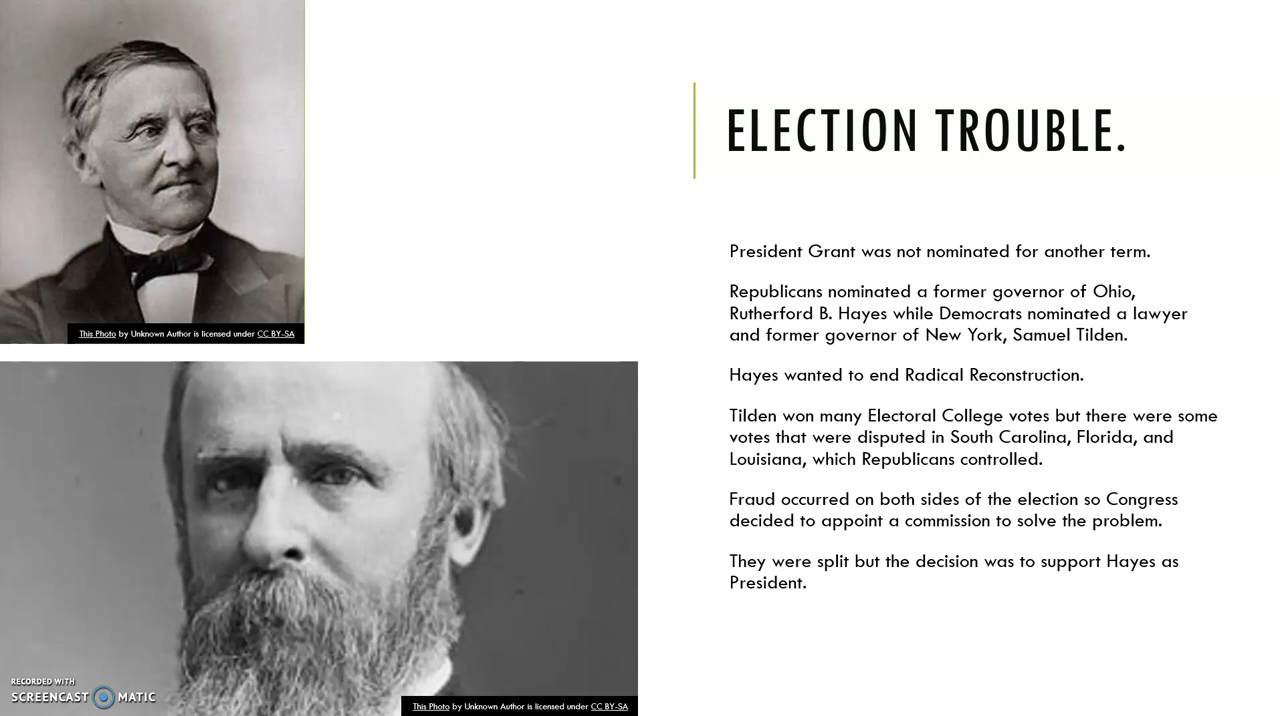 This Photo by Unknown Author is licensed under CC BY-SA
ELECTION TROUBLE.
President Grant was not nominated for another term.
Republicans nominated a former governor of Ohio,
Rutherford B. Hayes while Democrats nominated a lawyer
and former governor of New York, Samuel Tilden.
Hayes wanted to end Radical Reconstruction.
Tilden won many Electoral College votes but there were some
votes that were disputed in South Carolina, Florida, and
Louisiana, which Republicans controlled.
Fraud occurred on both sides of the election so Congress
decided to appoint a commission to solve the problem.
They were split but the decision was to support Hayes as
President.
RECORDED WITH
SCREENCAST MATIC
This Photo by Unknown Author is licensed under CC BY-SA